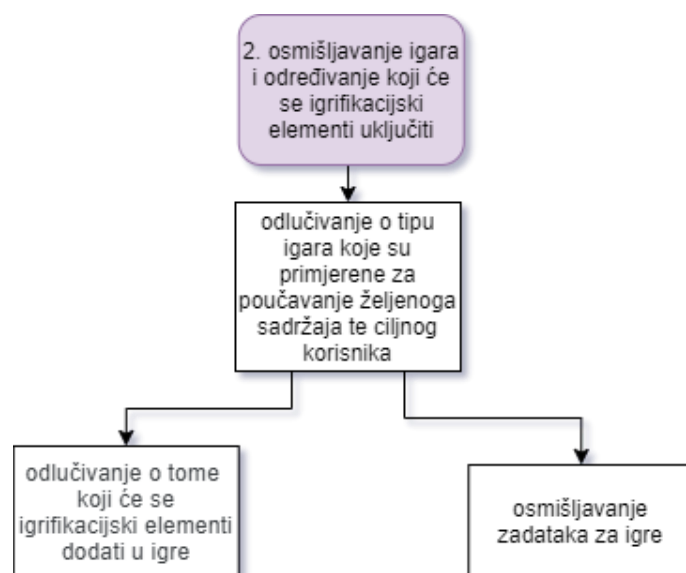 2. osmišljavanje igara
i određivanje koji će
se igrifikacijski
elementi uključiti
odlučivanje o tipu
igara koje su
primjerene za
poučavanje željenoga
sadržaja te ciljnog
korisnika
odlučivanje o tome
koji će se
igrifikacijski elementi
dodati u igre
osmišljavanje
zadataka za igre